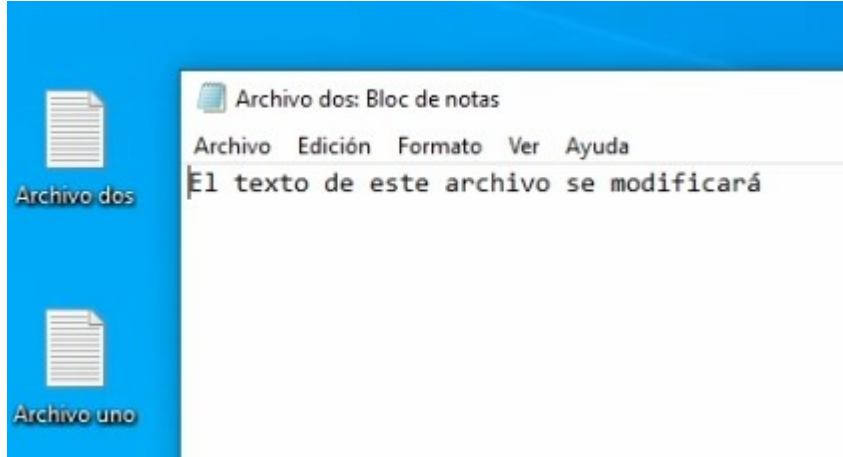 Archivo dos: Bloc de notas
Archivo Edición Formato Ver Ayuda
El texto de este archivo se modificará
Archivo dos
Archivo uno